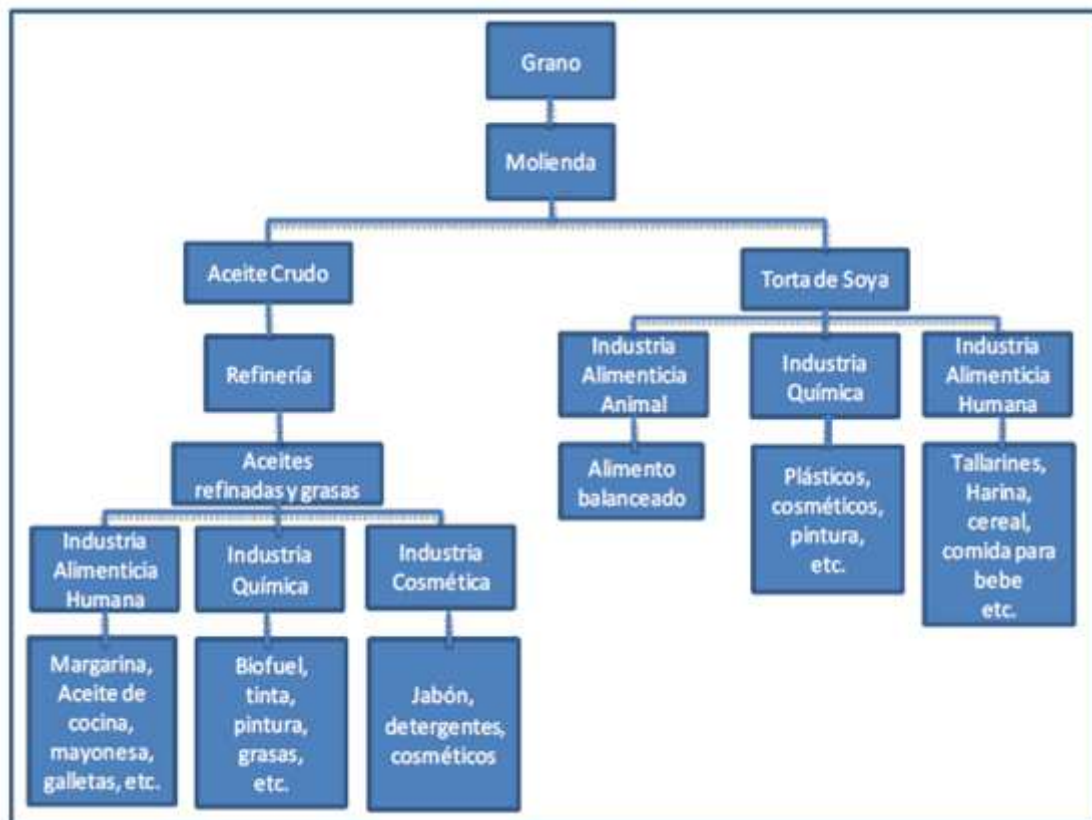 Grano
Molienda
Aceite Crudo
Torta de Soya
Refinería
Industria
Alimenticia
Animal
Industria
Química
Industria
Alimenticia
Humana
Aceites
refinadas y grasas
Alimento
balanceado
Plásticos,
cosméticos,
pintura,
etc.
Tallarines,
Harina,
cereal,
comida para
bebe
etc.
Industria
Alimenticia
Humana
Industria
Química
Industria
Cosmética
Margarina,
Aceite de
cocina,
mayonesa,
galletas, etc.
Biofuel,
tinta,
pintura,
grasas,
etc.
Jabón,
detergentes,
cosméticos